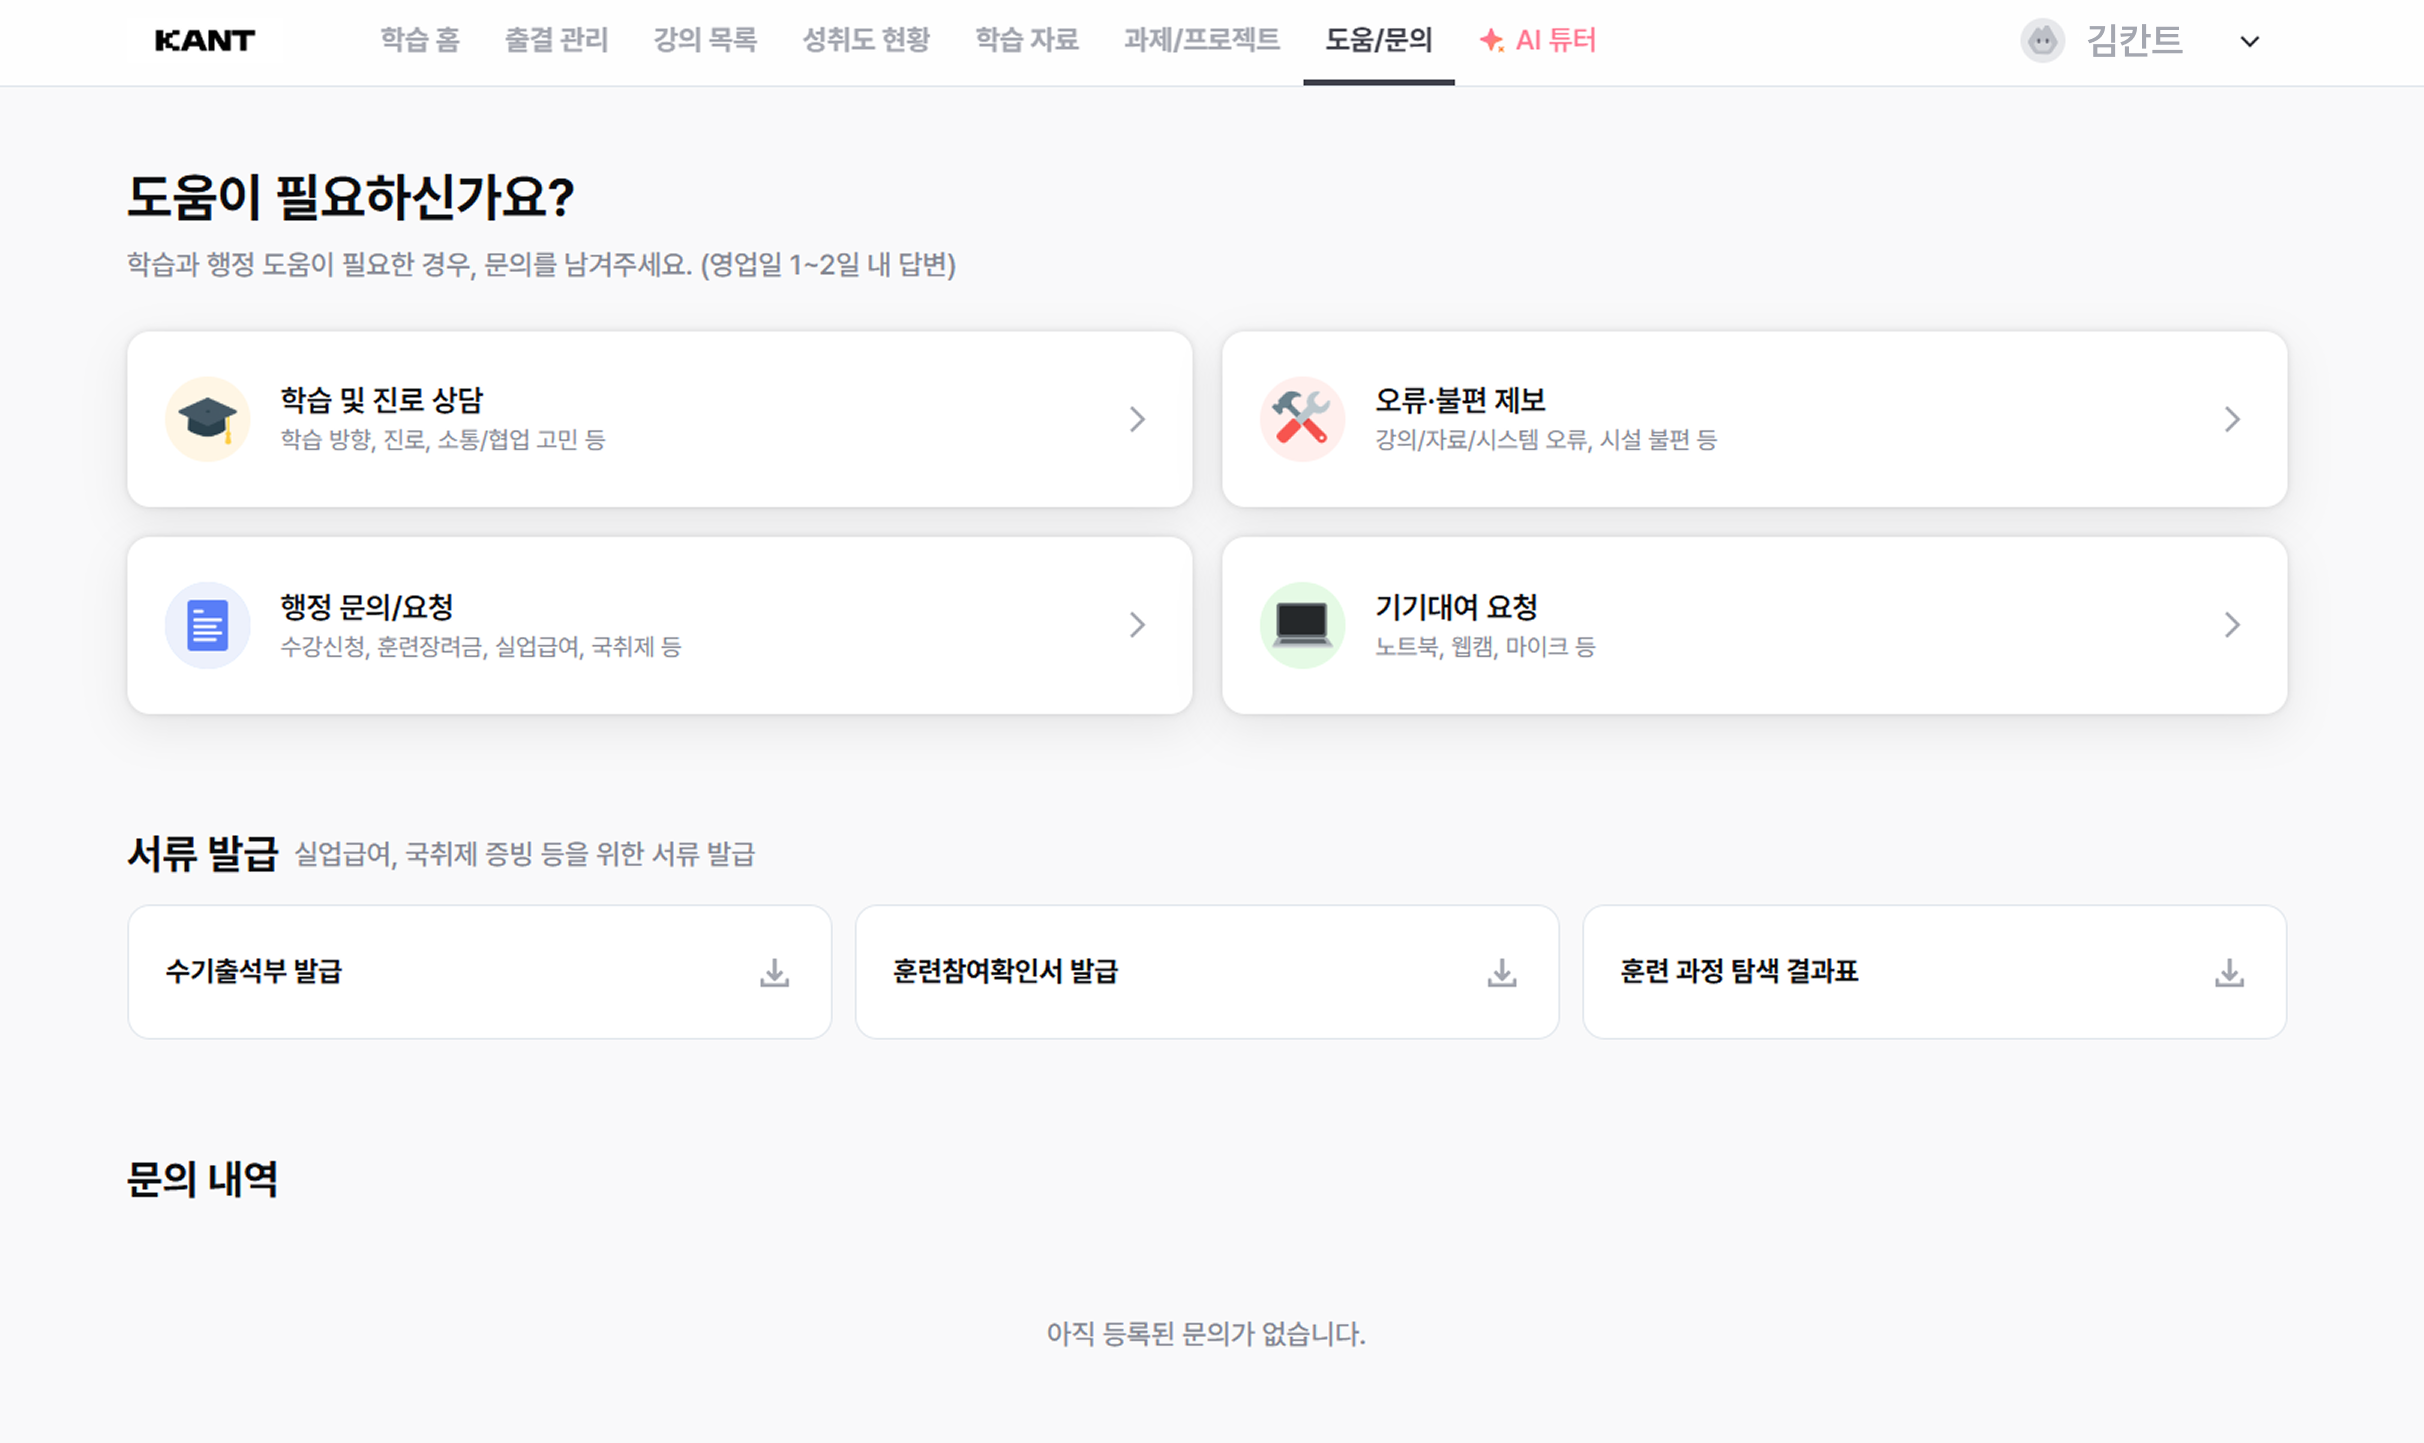 KANT
학습 홈
출결 관리
강의 목록
성취도 현황
학습 자료
과제/프로젝트
도움/문의
AI 튜터
김칸트
도움이 필요하신가요?
학습과 행정 도움이 필요한 경우, 문의를 남겨주세요. (영업일 1~2일 내 답변)
학습 및 진로 상담
학습 방향, 진로, 소통/협업 고민 등
오류·불편 제보
강의/자료/시스템 오류, 시설 불편 등
행정 문의/요청
수강신청, 훈련장려금, 실업급여, 국취제 등
기기대여 요청
노트북, 웹캠, 마이크 등
서류 발급
실업급여, 국취제 증빙 등을 위한 서류 발급
수기출석부 발급
훈련참여확인서 발급
훈련 과정 탐색 결과표
문의 내역
아직 등록된 문의가 없습니다.